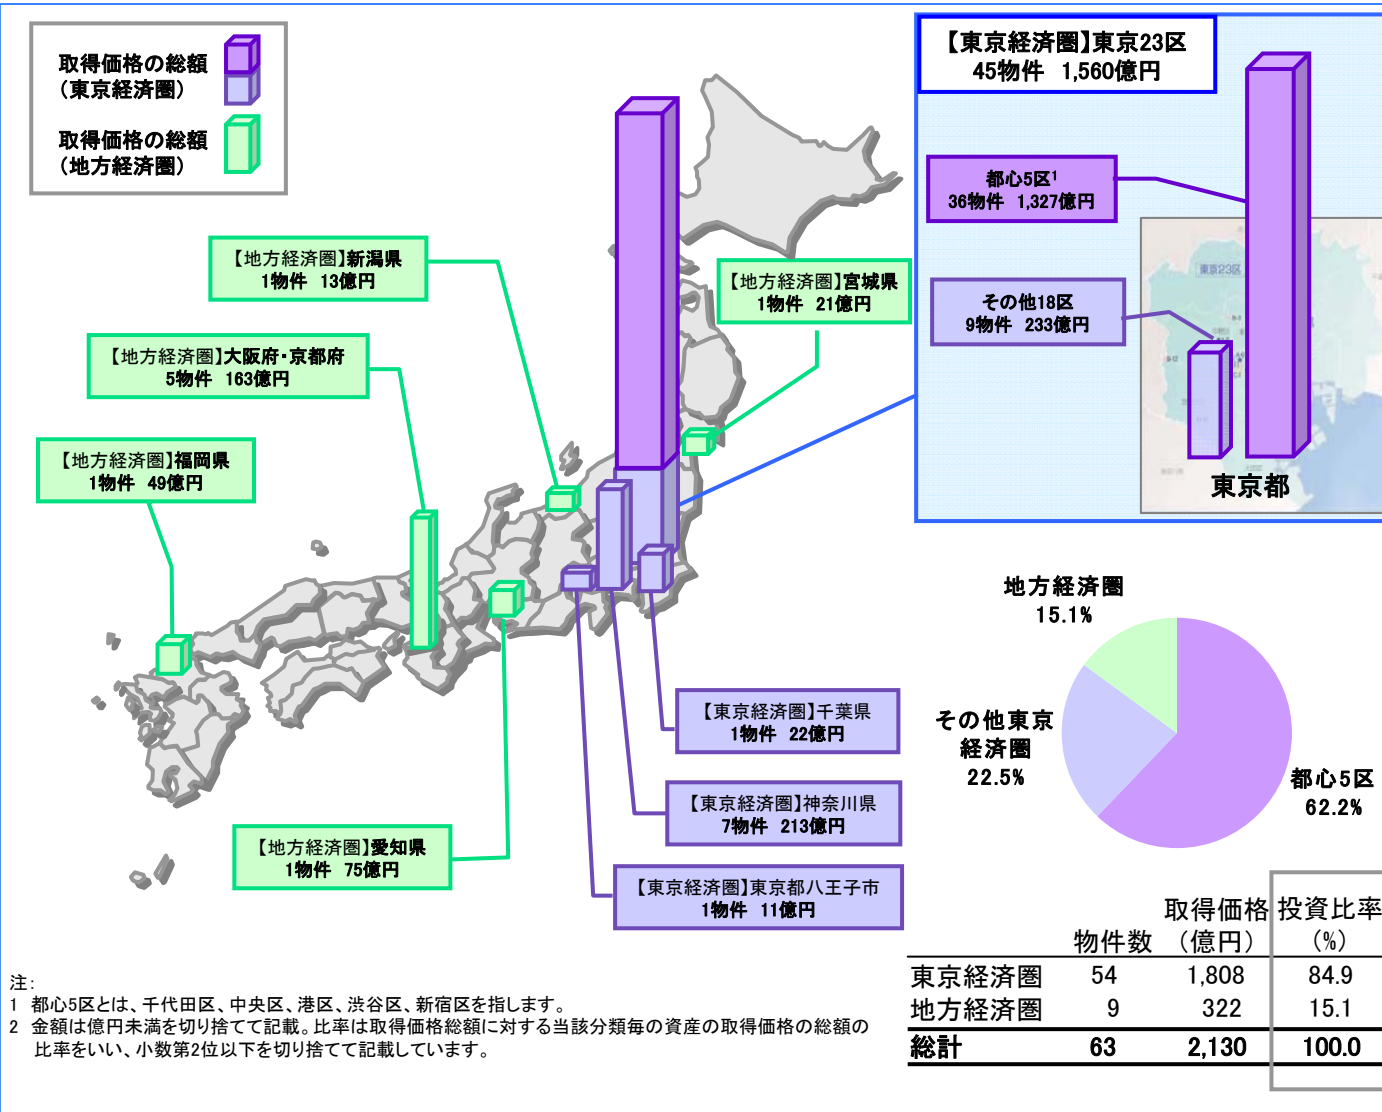 取得価格の総額
（東京経済圏）
取得価格の総額
（地方経済圏）
【東京経済圏】東京23区
45物件 1,560億円
都心5区¹
36物件 1,327億円
東京23区
その他18区
9物件 233億円
東京都
【地方経済圏】新潟県
1物件 13億円
【地方経済圏】宮城県
1物件 21億円
【地方経済圏】大阪府・京都府
5物件 163億円
【地方経済圏】福岡県
1物件 49億円
【東京経済圏】千葉県
1物件 22億円
【東京経済圏】神奈川県
7物件 213億円
【地方経済圏】愛知県
1物件 75億円
【東京経済圏】東京都八王子市
1物件 11億円
地方経済圏
15.1%
その他東京
経済圏
22.5%
都心5区
62.2%
取得価格 投資比率
物件数 （億円） （%）
東京経済圏 54 1,808 84.9
地方経済圏 9 322 15.1
総計 63 2,130 100.0
注：
1 都心5区とは、千代田区、中央区、港区、渋谷区、新宿区を指します。
2 金額は億円未満を切り捨てて記載。比率は取得価格総額に対する当該分類毎の資産の取得価格の総額の
比率をいい、小数第2位以下を切り捨てて記載しています。